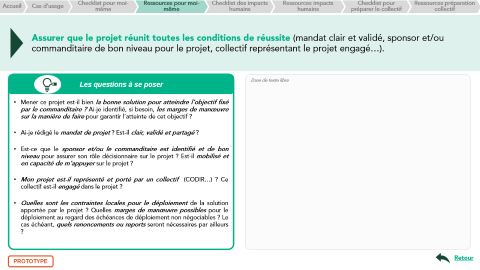 Accueil
Cas d'usage
Checklist pour moi-
même
Ressources pour moi-
même
Checklist des impacts
humains
Ressources impacts
humains
Checklist pour
préparer le collectif
Ressources préparation
collectif
Assurer que le projet réunit toutes les conditions de réussite (mandat clair et validé, sponsor et/ou
commanditaire de bon niveau pour le projet, collectif représentant le projet engagé…).
Les questions à se poser
• Mener ce projet est-il bien la bonne solution pour atteindre l'objectif fixé
par le commanditaire ? Ai-je identifié, si besoin, les marges de manœuvre
sur la manière de faire pour garantir l'atteinte de cet objectif ?
• Ai-je rédigé le mandat de projet ? Est-il clair, validé et partagé ?
• Est-ce que le sponsor et/ou le commanditaire est identifié et de bon
niveau pour assurer son rôle décisionnaire sur le projet ? Est-il mobilisé et
en capacité de m'appuyer sur le projet ?
• Mon projet est-il représenté et porté par un collectif (CODIR…) ? Ce
collectif est-il engagé dans le projet ?
• Quelles sont les contraintes locales pour le déploiement de la solution
apportée par le projet ? Quelles marges de manœuvre possibles pour le
déploiement au regard des échéances de déploiement non négociables ? Le
cas échéant, quels renoncements ou reports seront nécessaires par ailleurs
?
Zone de texte libre
PROTOTYPE
Retour